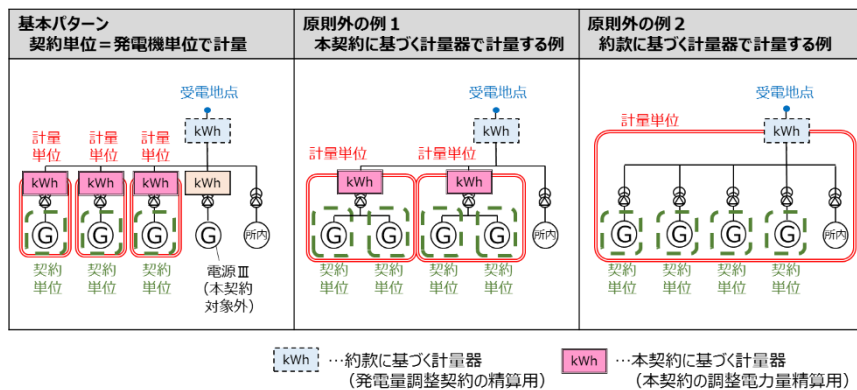 基本パターン
契約単位＝発電機単位で計量
原則外の例１
本契約に基づく計量器で計量する例
原則外の例２
約款に基づく計量器で計量する例
受電地点
kWh
計量
単位
計量
単位
計量
単位
kWh
kWh
kWh
kWh
G
G
G
G
所内
契約
単位
契約
単位
契約
単位
電源Ⅲ
（本契約
対象外）
受電地点
kWh
計量単位
計量単位
kWh
kWh
G
G
G
G
所内
契約
単位
契約
単位
契約
単位
契約
単位
受電地点
計量単位
kWh
G
G
G
G
所内
契約
単位
契約
単位
契約
単位
契約
単位
kWh …約款に基づく計量器
（発電量調整契約の精算用）
kWh …本契約に基づく計量器
（本契約の調整電力量精算用）